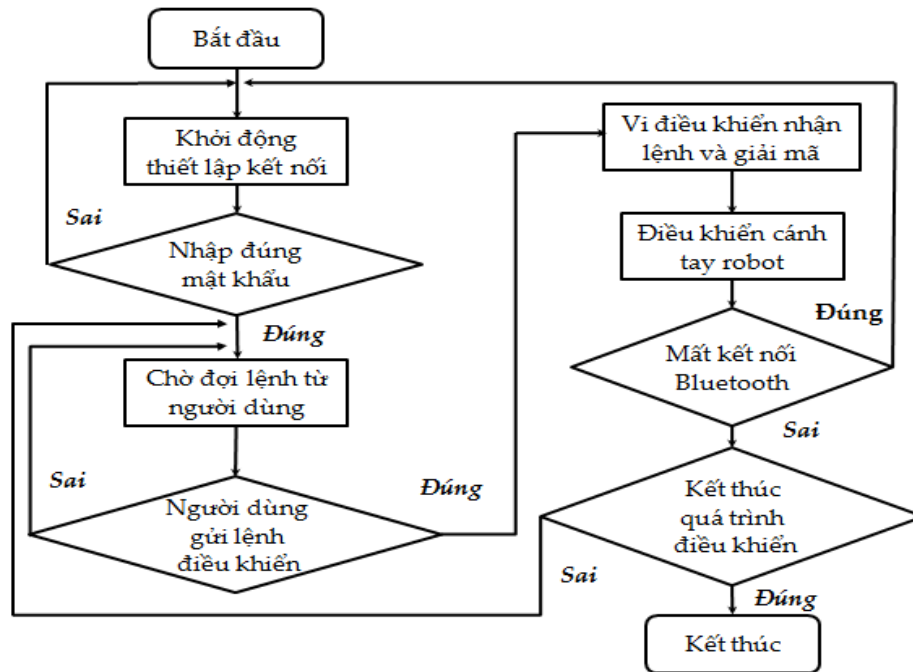 Bắt đầu
Khởi động
thiết lập kết nối
Sai
Nhập đúng
mật khẩu
Đúng
Chờ đợi lệnh từ
người dùng
Sai
Người dùng
gửi lệnh
điều khiển
Đúng
Vi điều khiển nhận
lệnh và giải mã
Điều khiển cánh
tay robot
Đúng
Mất kết nối
Bluetooth
Sai
Kết thúc
quá trình
điều khiển
Sai
Đúng
Kết thúc